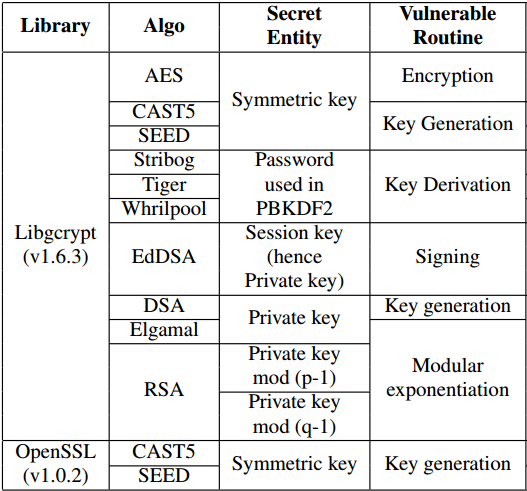 Library Algo Secret Entity Vulnerable Routine
Libgcrypt (v1.6.3) AES Symmetric key Encryption
CAST5 Key Generation
SEED
Stribog Password used in PBKDF2 Key Derivation
Tiger
Whrilpool
EdDSA Session key (hence Private key) Signing
DSA Private key Key generation
Elgamal Modular exponentiation
RSA Private key mod (p-1)
Private key mod (q-1)
OpenSSL (v1.0.2) CAST5 Symmetric key Key generation
SEED